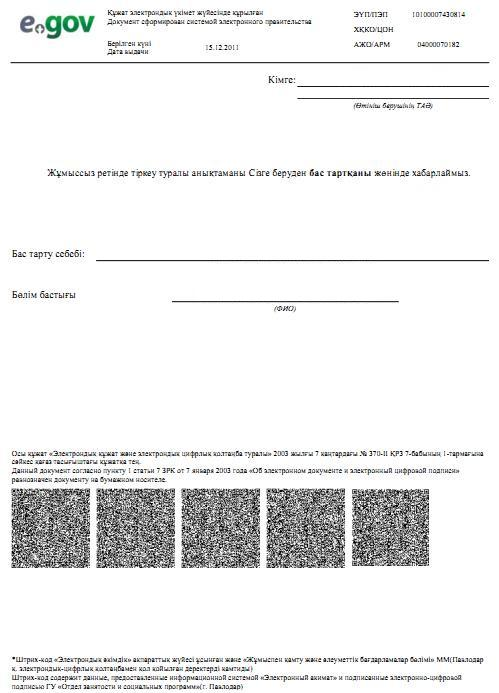 e.gov
Құжат электрондық үкімет жүйесінде құрылған
Документ сформирован системой электронного правительства
ЭҮП/ПЭП 10100007430814
ХҚКО/ЦОН
Берілген күні
Дата выдачи
15.12.2011
АЖО/АРМ 04000070182
Кімге:
(Өтініш берушінің ТАӘ)
Жұмыссыз ретінде тіркеу туралы анықтаманы Сізге беруден бас тартқаны жөнінде хабарлаймыз.
Бас тарту себебі:
Бөлім бастығы
(ФИО)
Осы құжат «Электрондық құжат және электрондық цифрлық қолтаңба туралы» 2003 жылғы 7 қаңтардағы № 370-II ҚРЗ 7-бабының 1-тармағына
сәйкес қағаз тасығыштағы құжатқа тең.
Данный документ согласно пункту 1 статьи 7 ЗРК от 7 января 2003 года «Об электронном документе и электронный цифровой подписи»
равнозначен документу на бумажном носителе.
*Штрих-код «Электрондық әкімдік» ақпараттық жүйесі ұсынған және «Жұмыспен қамту және әлеуметтік бағдарламалар бөлімі» ММ(Павлодар
қ. электрондық-цифрлық қолтаңбамен қол қойылған деректерді қамтиды)
Штрих-код содержит данные, предоставленные информационной системой «Электронный акимат» и подписанные электронно-цифровой
подписью ГУ «Отдел занятости и социальных программ»(г. Павлодар)